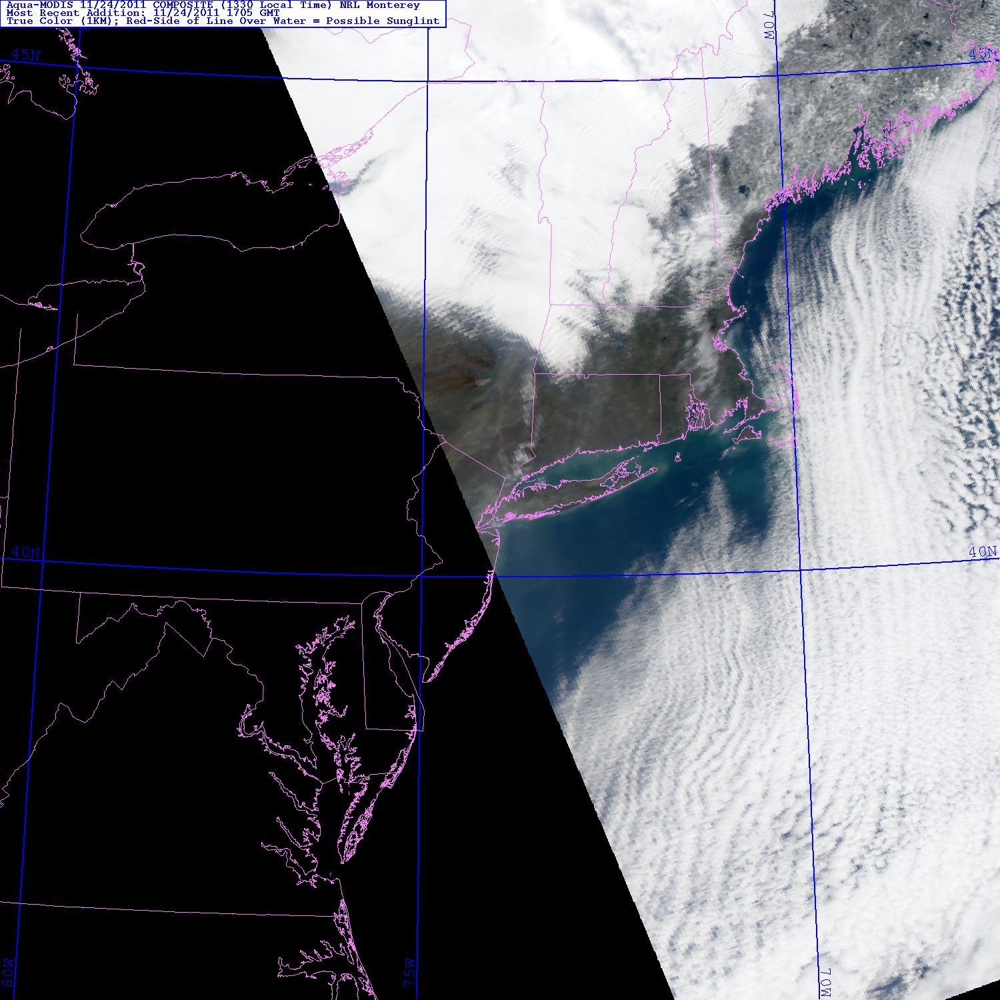 Aqua-MODIS 11/24/2011 COMPOSITE (1330 Local Time) NRL Monterey
Most Recent Addition: 11/24/2011 1705 GMT
True Color (1KM); Red-Side of Line Over Water = Possible Sunglint
70W
45N
45N
40N
40N
80W
75W
70W